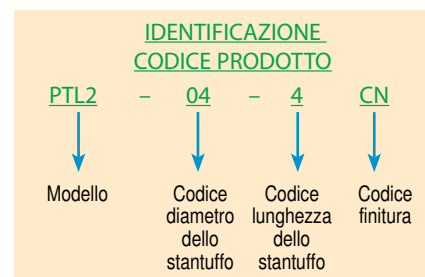 IDENTIFICAZIONE
CODICE PRODOTTO
PTL2 – 04 – 4 CN
Modello Codice Codice Codice
diametro lunghezza finitura
dello dello
stantuffo stantuffo